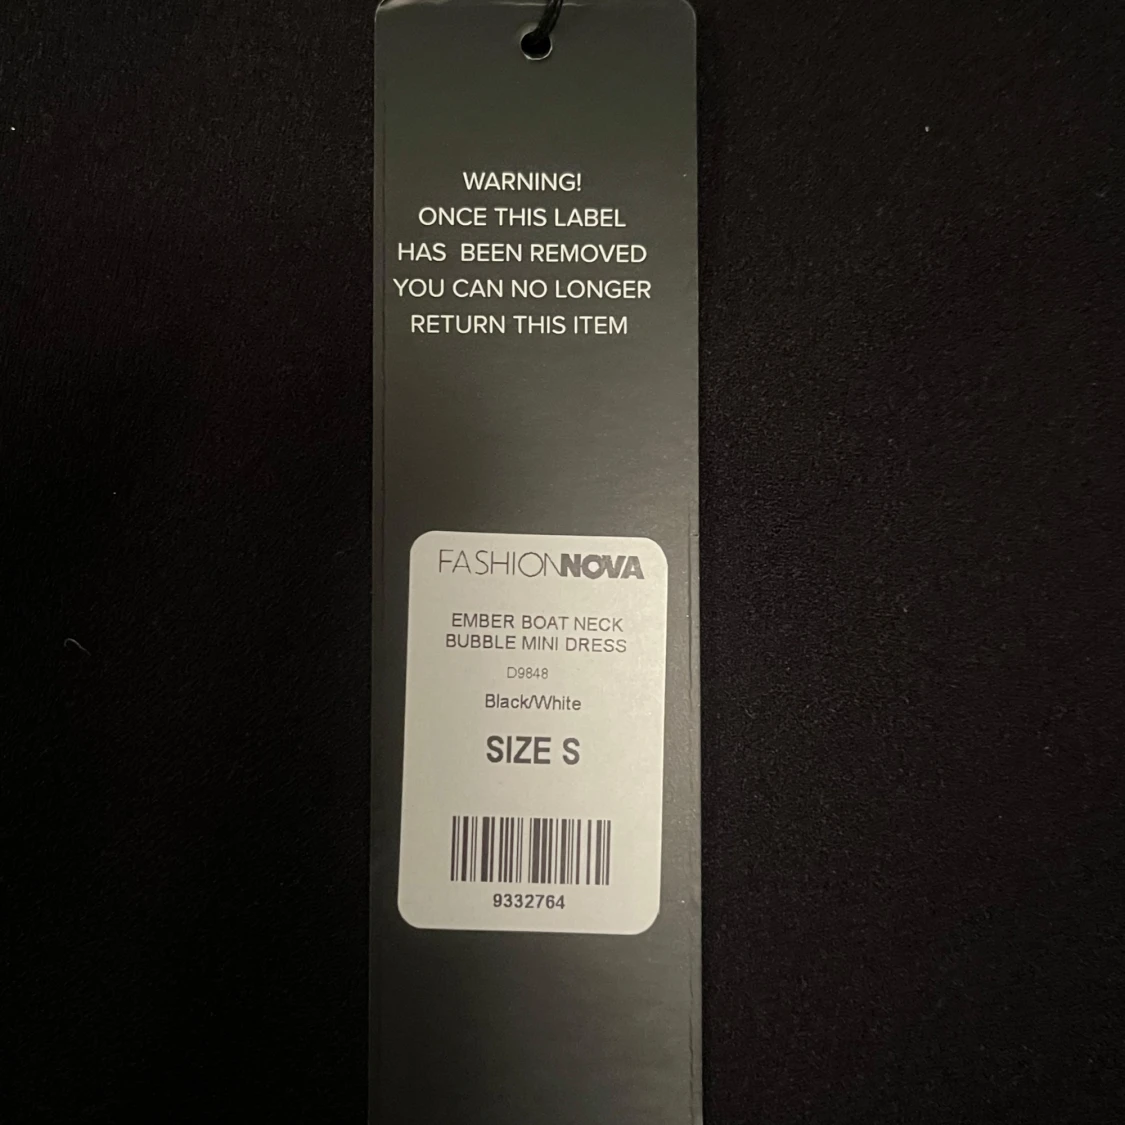 WARNING!
ONCE THIS LABEL
HAS BEEN REMOVED
YOU CAN NO LONGER
RETURN THIS ITEM
FASHIONNOVA
EMBER BOAT NECK
BUBBLE MINI DRESS
D9848
Black/White
SIZE S
9332764